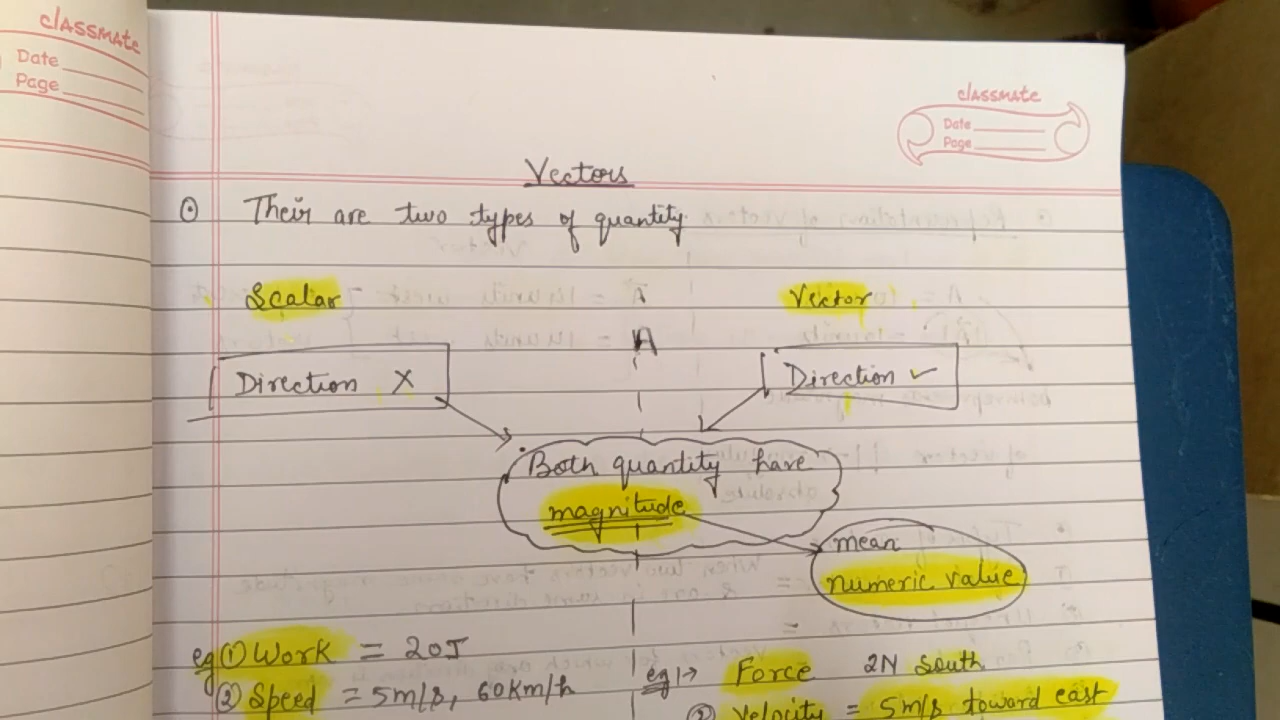 classmate
Date
Page
classmate
Date
Page
Vectors
⊙ Their are two types of quantity
Scalar
Vector
A
Direction X
Direction ✓
Both quantity have
magnitude
mean
numeric value
eg ① Work = 20J
② Speed = 5m/s, 60Km/h
eg 1→ Force 2N South
② Velocity = 5m/s toward east